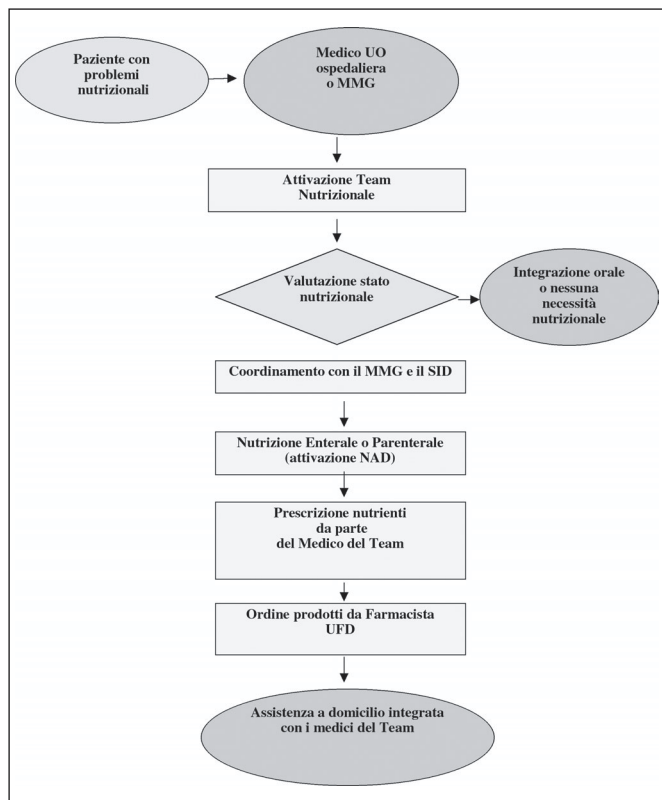 Paziente con
problemi
nutrizionali
Medico UO
ospedaliera
o MMG
Attivazione Team
Nutrizionale
Valutazione stato
nutrizionale
Integrazione orale
o nessuna
necessità
nutrizionale
Coordinamento con il MMG e il SID
Nutrizione Enterale o Parenterale
(attivazione NAD)
Prescrizione nutrienti
da parte
del Medico del Team
Ordine prodotti da Farmacista
UFD
Assistenza a domicilio integrata
con i medici del Team